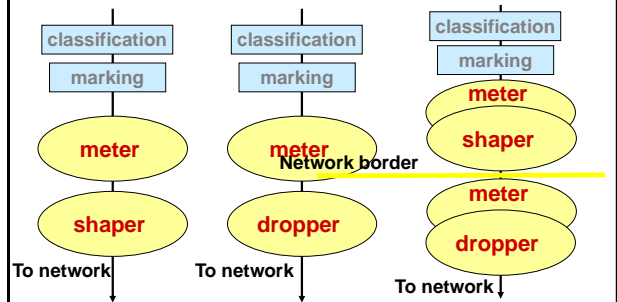 classification
marking
meter
shaper
To network
classification
marking
meter
Network border
dropper
To network
classification
marking
meter
shaper
meter
dropper
To network